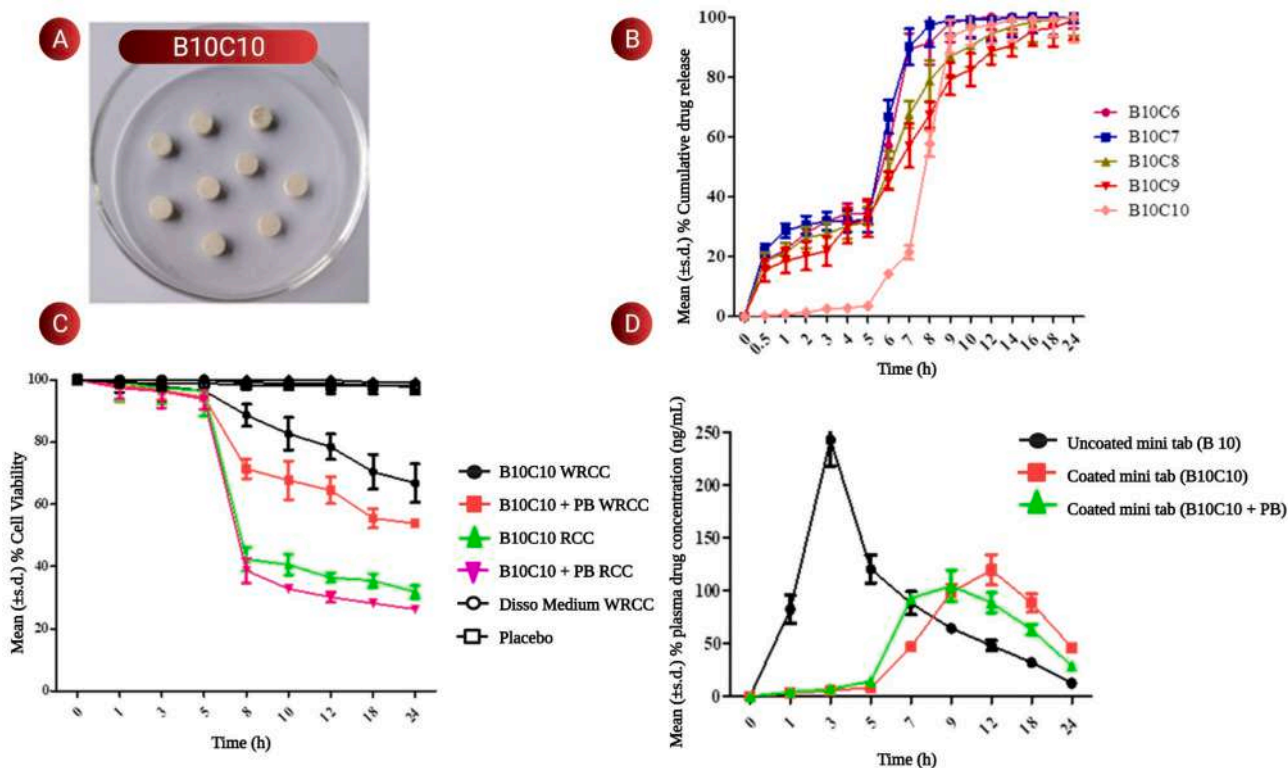 A
B10C10
B
Mean (±s.d.) % Cumulative drug release
100
80
60
40
20
0
0 0.5 1 2 3 4 5 6 7 8 9 10 12 14 16 18 24
Time (h)
B10C6
B10C7
B10C8
B10C9
B10C10
C
Mean (±s.d.) % Cell Viability
100
80
60
40
20
0
0 1 3 5 8 10 12 18 24
Time (h)
B10C10 WRCC
B10C10 + PB WRCC
B10C10 RCC
B10C10 + PB RCC
Disso Medium WRCC
Placebo
D
Mean (±s.d.) % plasma drug concentration (ng/mL)
250
200
150
100
50
0
0 1 3 5 7 9 12 18 24
Time (h)
Uncoated mini tab (B 10)
Coated mini tab (B10C10)
Coated mini tab (B10C10 + PB)